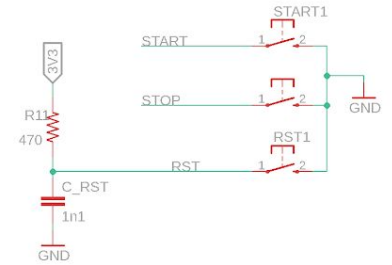 START1
START
1
2
3V3
STOP
1
2
GND
R11
470
RST1
RST
1
2
C_RST
1n1
GND